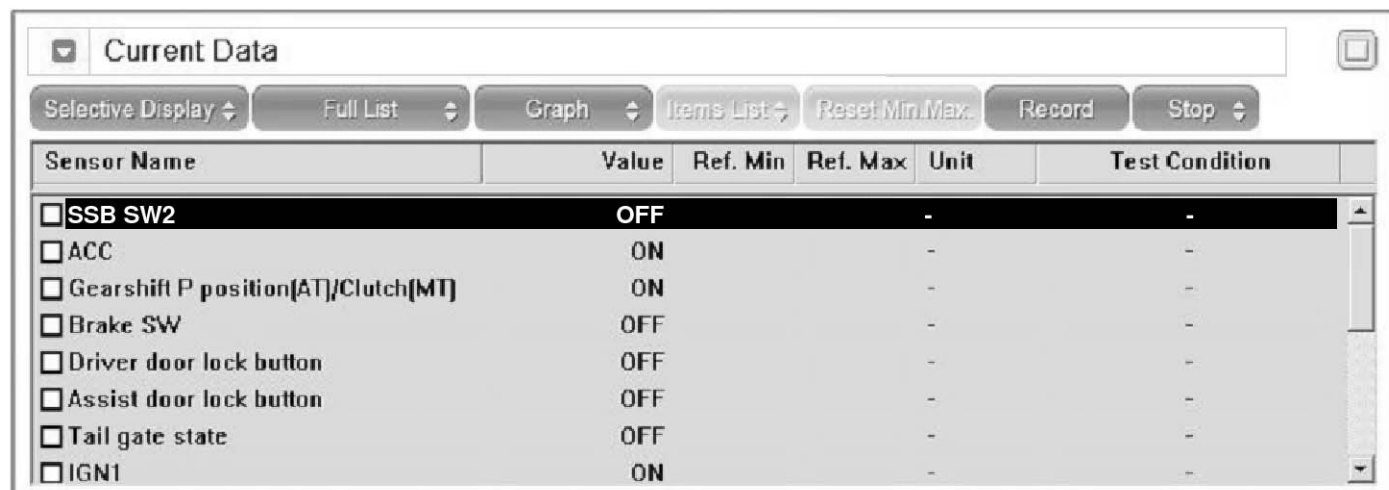 Current Data
Selective Display Full List Graph Items List Reset Min.Max. Record Stop
Sensor Name Value Ref. Min Ref. Max Unit Test Condition
SSB SW2 OFF - -
ACC ON - -
Gearshift P position(AT)/Clutch(MT) ON - -
Brake SW OFF - -
Driver door lock button OFF - -
Assist door lock button OFF - -
Tail gate state OFF - -
IGN1 ON - -